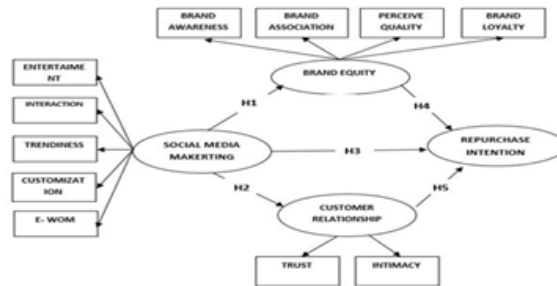 BRAND
AWARENESS
BRAND
ASSOCIATION
PERCEIVE
QUALITY
BRAND
LOYALTY
ENTERTAIME
NT
INTERACTION
TRENDINESS
CUSTOMIZAT
ION
E- WOM
BRAND EQUITY
H1
H4
SOCIAL MEDIA
MAKERTING
H3
REPURCHASE
INTENTION
H2
H5
CUSTOMER
RELATIONSHIP
TRUST
INTIMACY